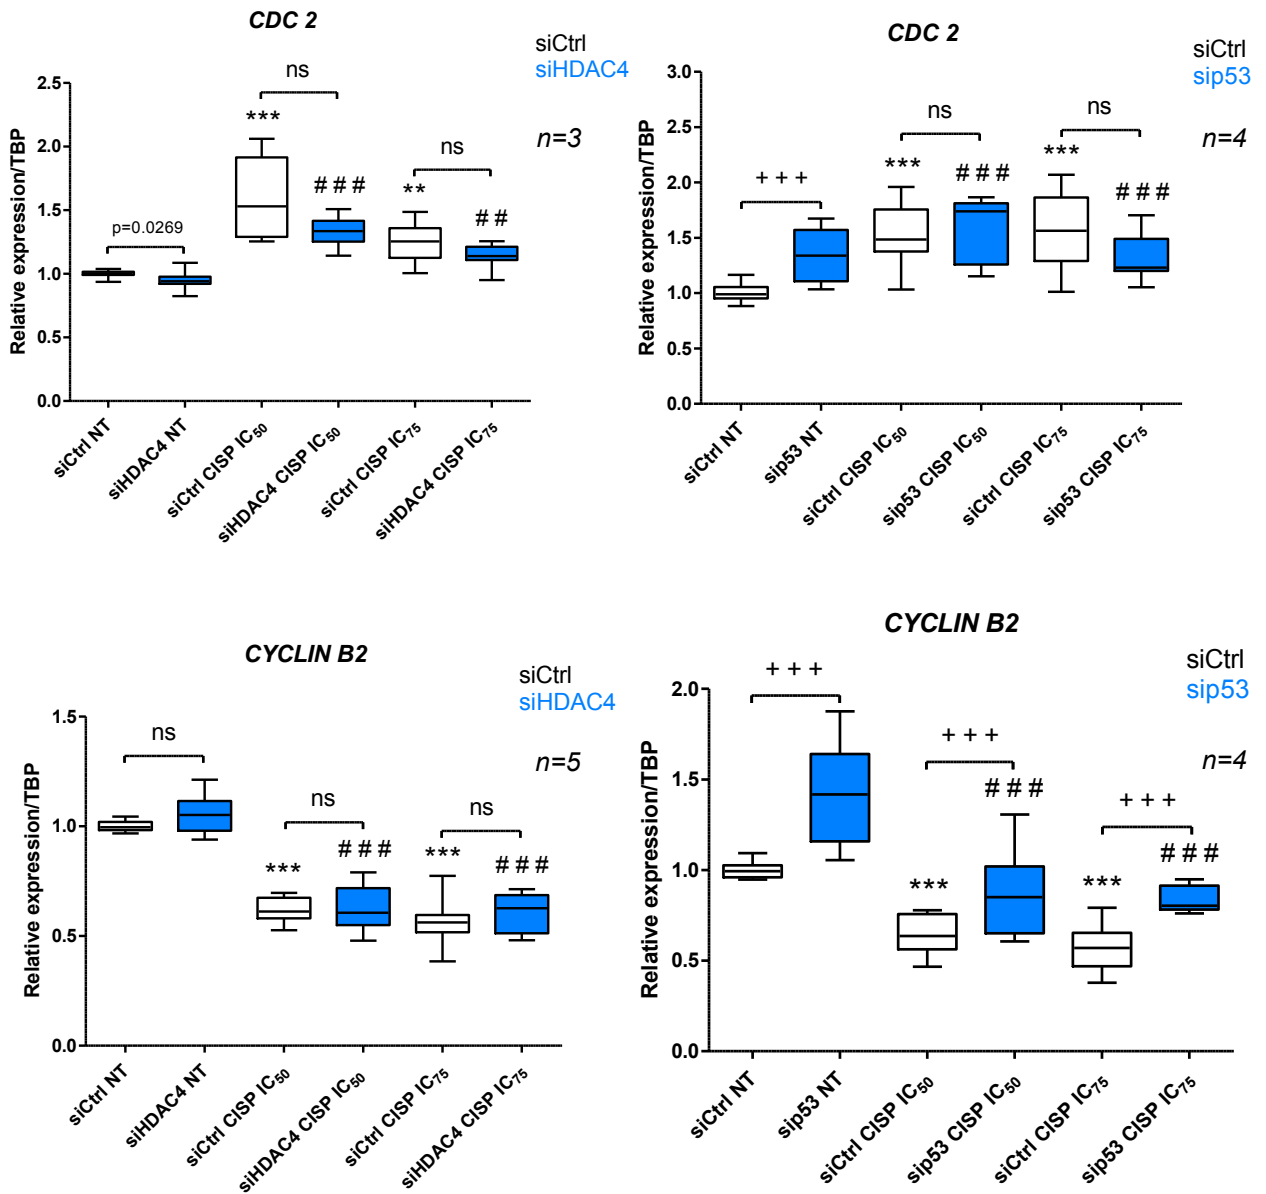 CDC 2
siCtrl
siHDAC4
n=3
Relative expression/TBP
2.5
2.0
1.5
1.0
0.5
0.0
p=0.0269
***
ns
# # #
**
ns
# #
siCtrl NT
siHDAC4 NT
siCtrl CISP IC50
siHDAC4 CISP IC50
siCtrl CISP IC75
siHDAC4 CISP IC75
CDC 2
siCtrl
sip53
n=4
Relative expression/TBP
3.0
2.5
2.0
1.5
1.0
0.5
0.0
+ + +
***
ns
# # #
***
ns
# # #
siCtrl NT
sip53 NT
siCtrl CISP IC50
sip53 CISP IC50
siCtrl CISP IC75
sip53 CISP IC75
CYCLIN B2
siCtrl
siHDAC4
n=5
Relative expression/TBP
1.5
1.0
0.5
0.0
ns
***
ns
# # #
***
ns
# # #
siCtrl NT
siHDAC4 NT
siCtrl CISP IC50
siHDAC4 CISP IC50
siCtrl CISP IC75
siHDAC4 CISP IC75
CYCLIN B2
siCtrl
sip53
n=4
Relative expression/TBP
2.0
1.5
1.0
0.5
0.0
+ + +
***
+ + +
# # #
***
+ + +
# # #
siCtrl NT
sip53 NT
siCtrl CISP IC50
sip53 CISP IC50
siCtrl CISP IC75
sip53 CISP IC75